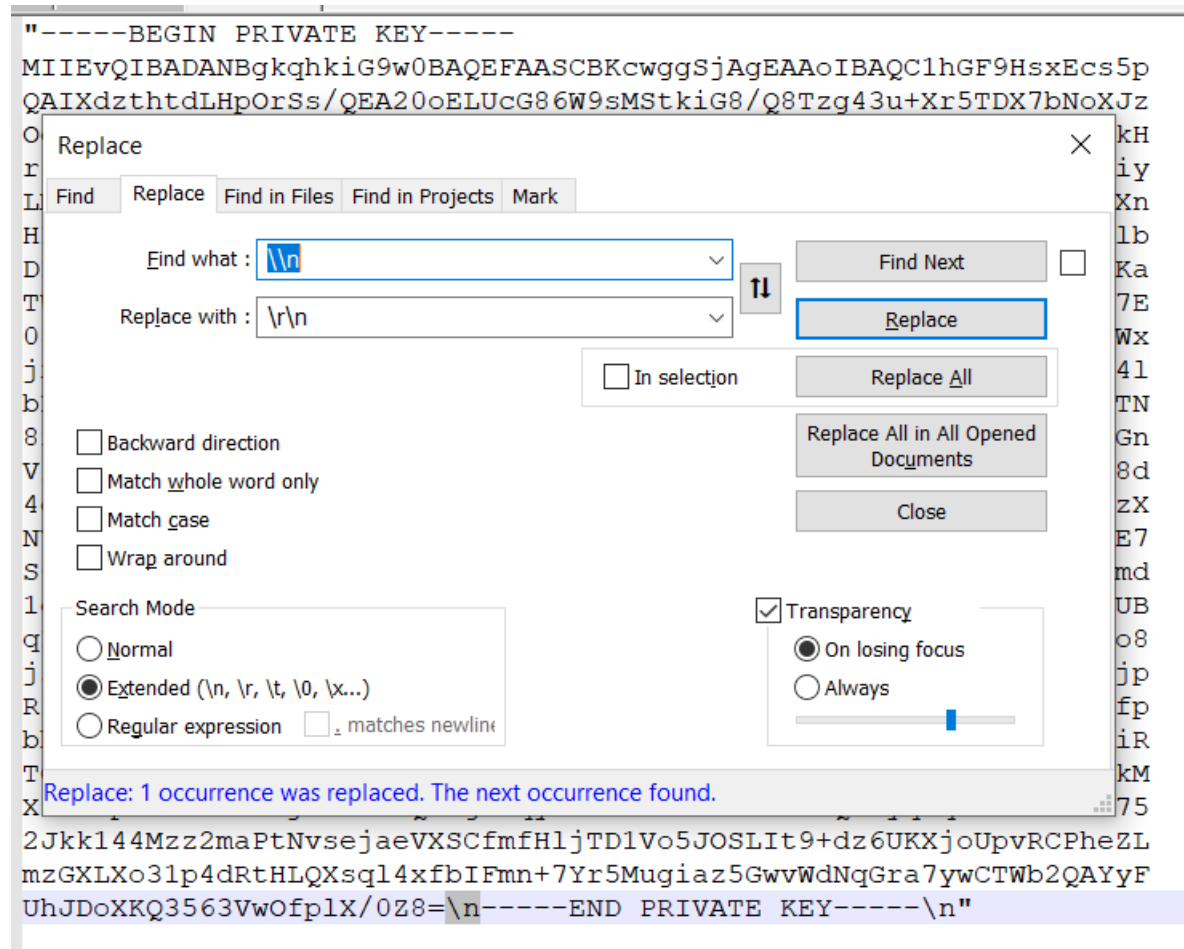 "-----BEGIN PRIVATE KEY-----
MIIEvQIBADANBgkqhkiG9w0BAQEFAASCBKcwggSjAgEAAoIBAQC1hGF9HsxEcs5p
QAIXdzthtdLHpOrSs/QEA20oELUcG86W9sMStkiG8/Q8Tzg43u+Xr5TDX7bNoXJz
Replace
Find Replace Find in Files Find in Projects Mark
Find what : \\n
Find Next
Replace with : \r\n
Replace
In selection
Replace All
Replace All in All Opened
Documents
Backward direction
Match whole word only
Match case
Close
Wrap around
Search Mode
Normal
Extended (\n, \r, \t, \0, \x...)
Regular expression . matches newline
Transparency
On losing focus
Always
Replace: 1 occurrence was replaced. The next occurrence found.
2Jkk144Mzz2maPtNvsejaeVXSCfmfHljTD1Vo5JOSLIt9+dz6UKXjoUpvRCPheZL
mzGXLXo31p4dRtHLQXsql4xfbIFmn+7Yr5Mugiaz5GwvWdNqGra7ywCTWb2QAYyF
UhJDoXKQ3563VwOfplX/0Z8=\n-----END PRIVATE KEY-----\n"